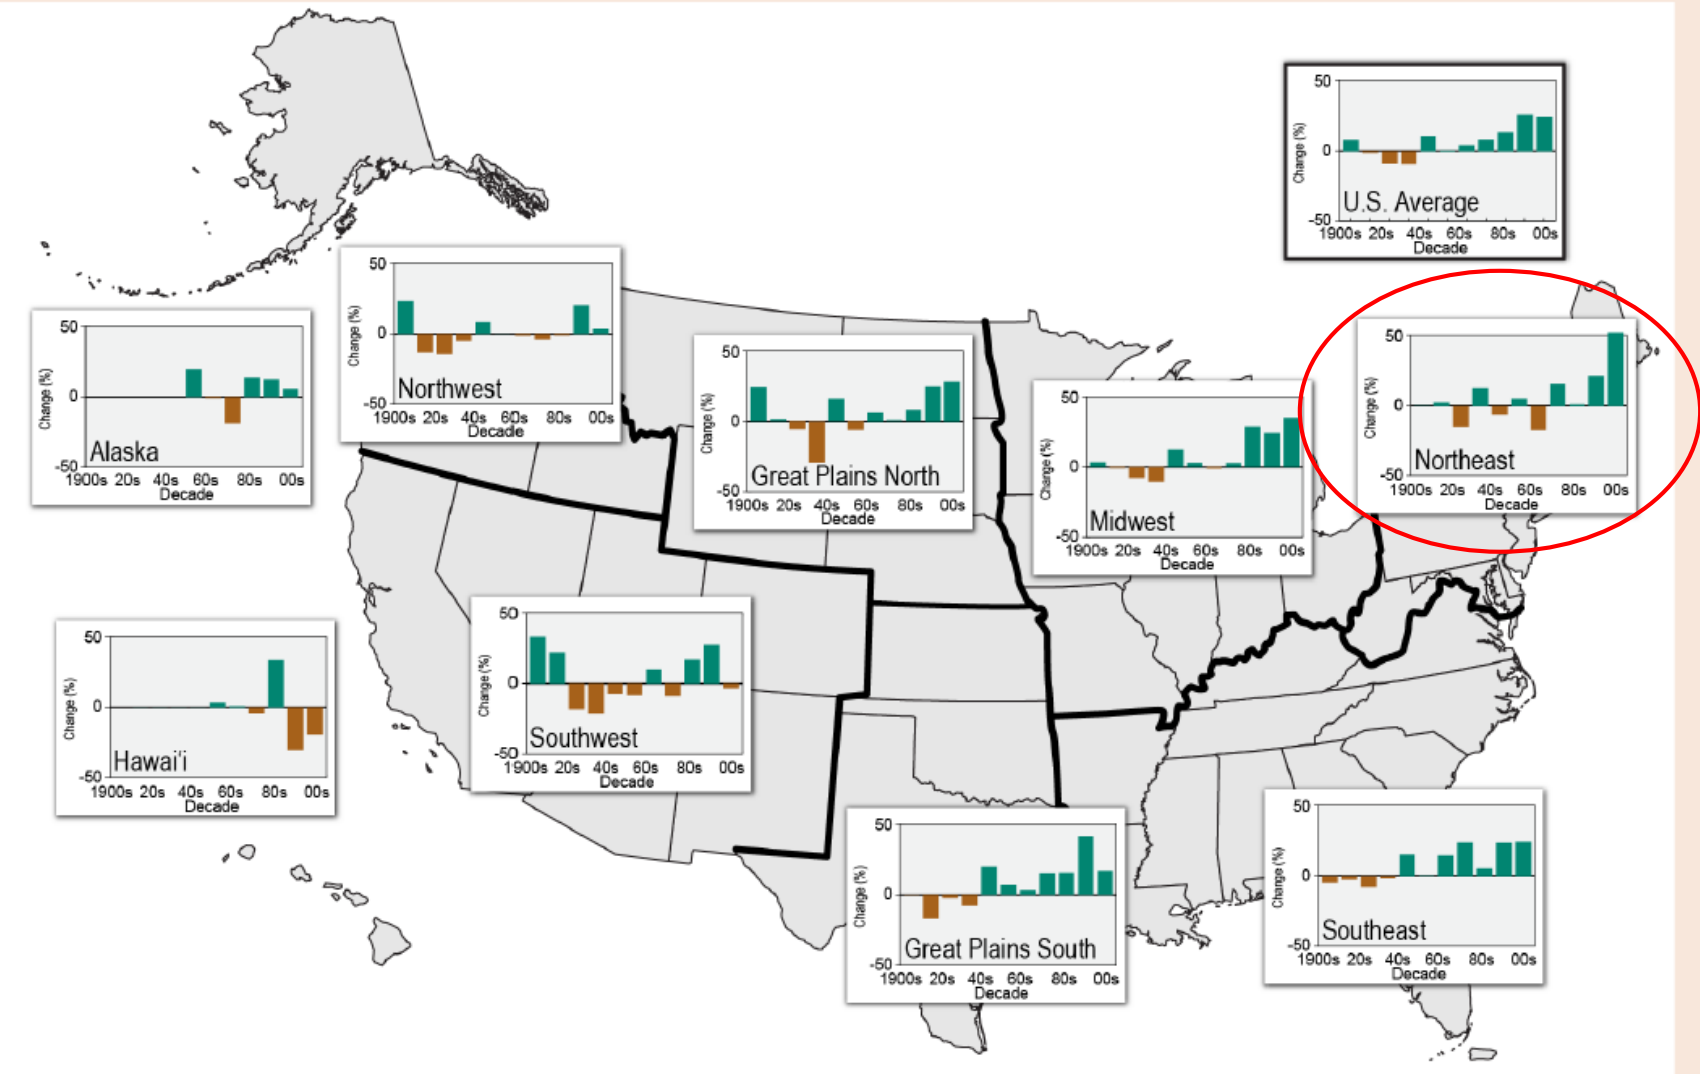 50
Change (%)
0
U.S. Average
-50
1900s 20s 40s 60s 80s 00s
Decade
50
Change (%)
0
Northwest
-50
1900s 20s 40s 60s 80s 00s
Decade
50
Change (%)
0
Alaska
-50
1900s 20s 40s 60s 80s 00s
Decade
50
Change (%)
0
Great Plains North
-50
1900s 20s 40s 60s 80s 00s
Decade
50
Change (%)
0
Midwest
-50
1900s 20s 40s 60s 80s 00s
Decade
50
Change (%)
0
Northeast
-50
1900s 20s 40s 60s 80s 00s
Decade
50
Change (%)
0
Hawai'i
-50
1900s 20s 40s 60s 80s 00s
Decade
50
Change (%)
0
Southwest
-50
1900s 20s 40s 60s 80s 00s
Decade
50
Change (%)
0
Great Plains South
-50
1900s 20s 40s 60s 80s 00s
Decade
50
Change (%)
0
Southeast
-50
1900s 20s 40s 60s 80s 00s
Decade